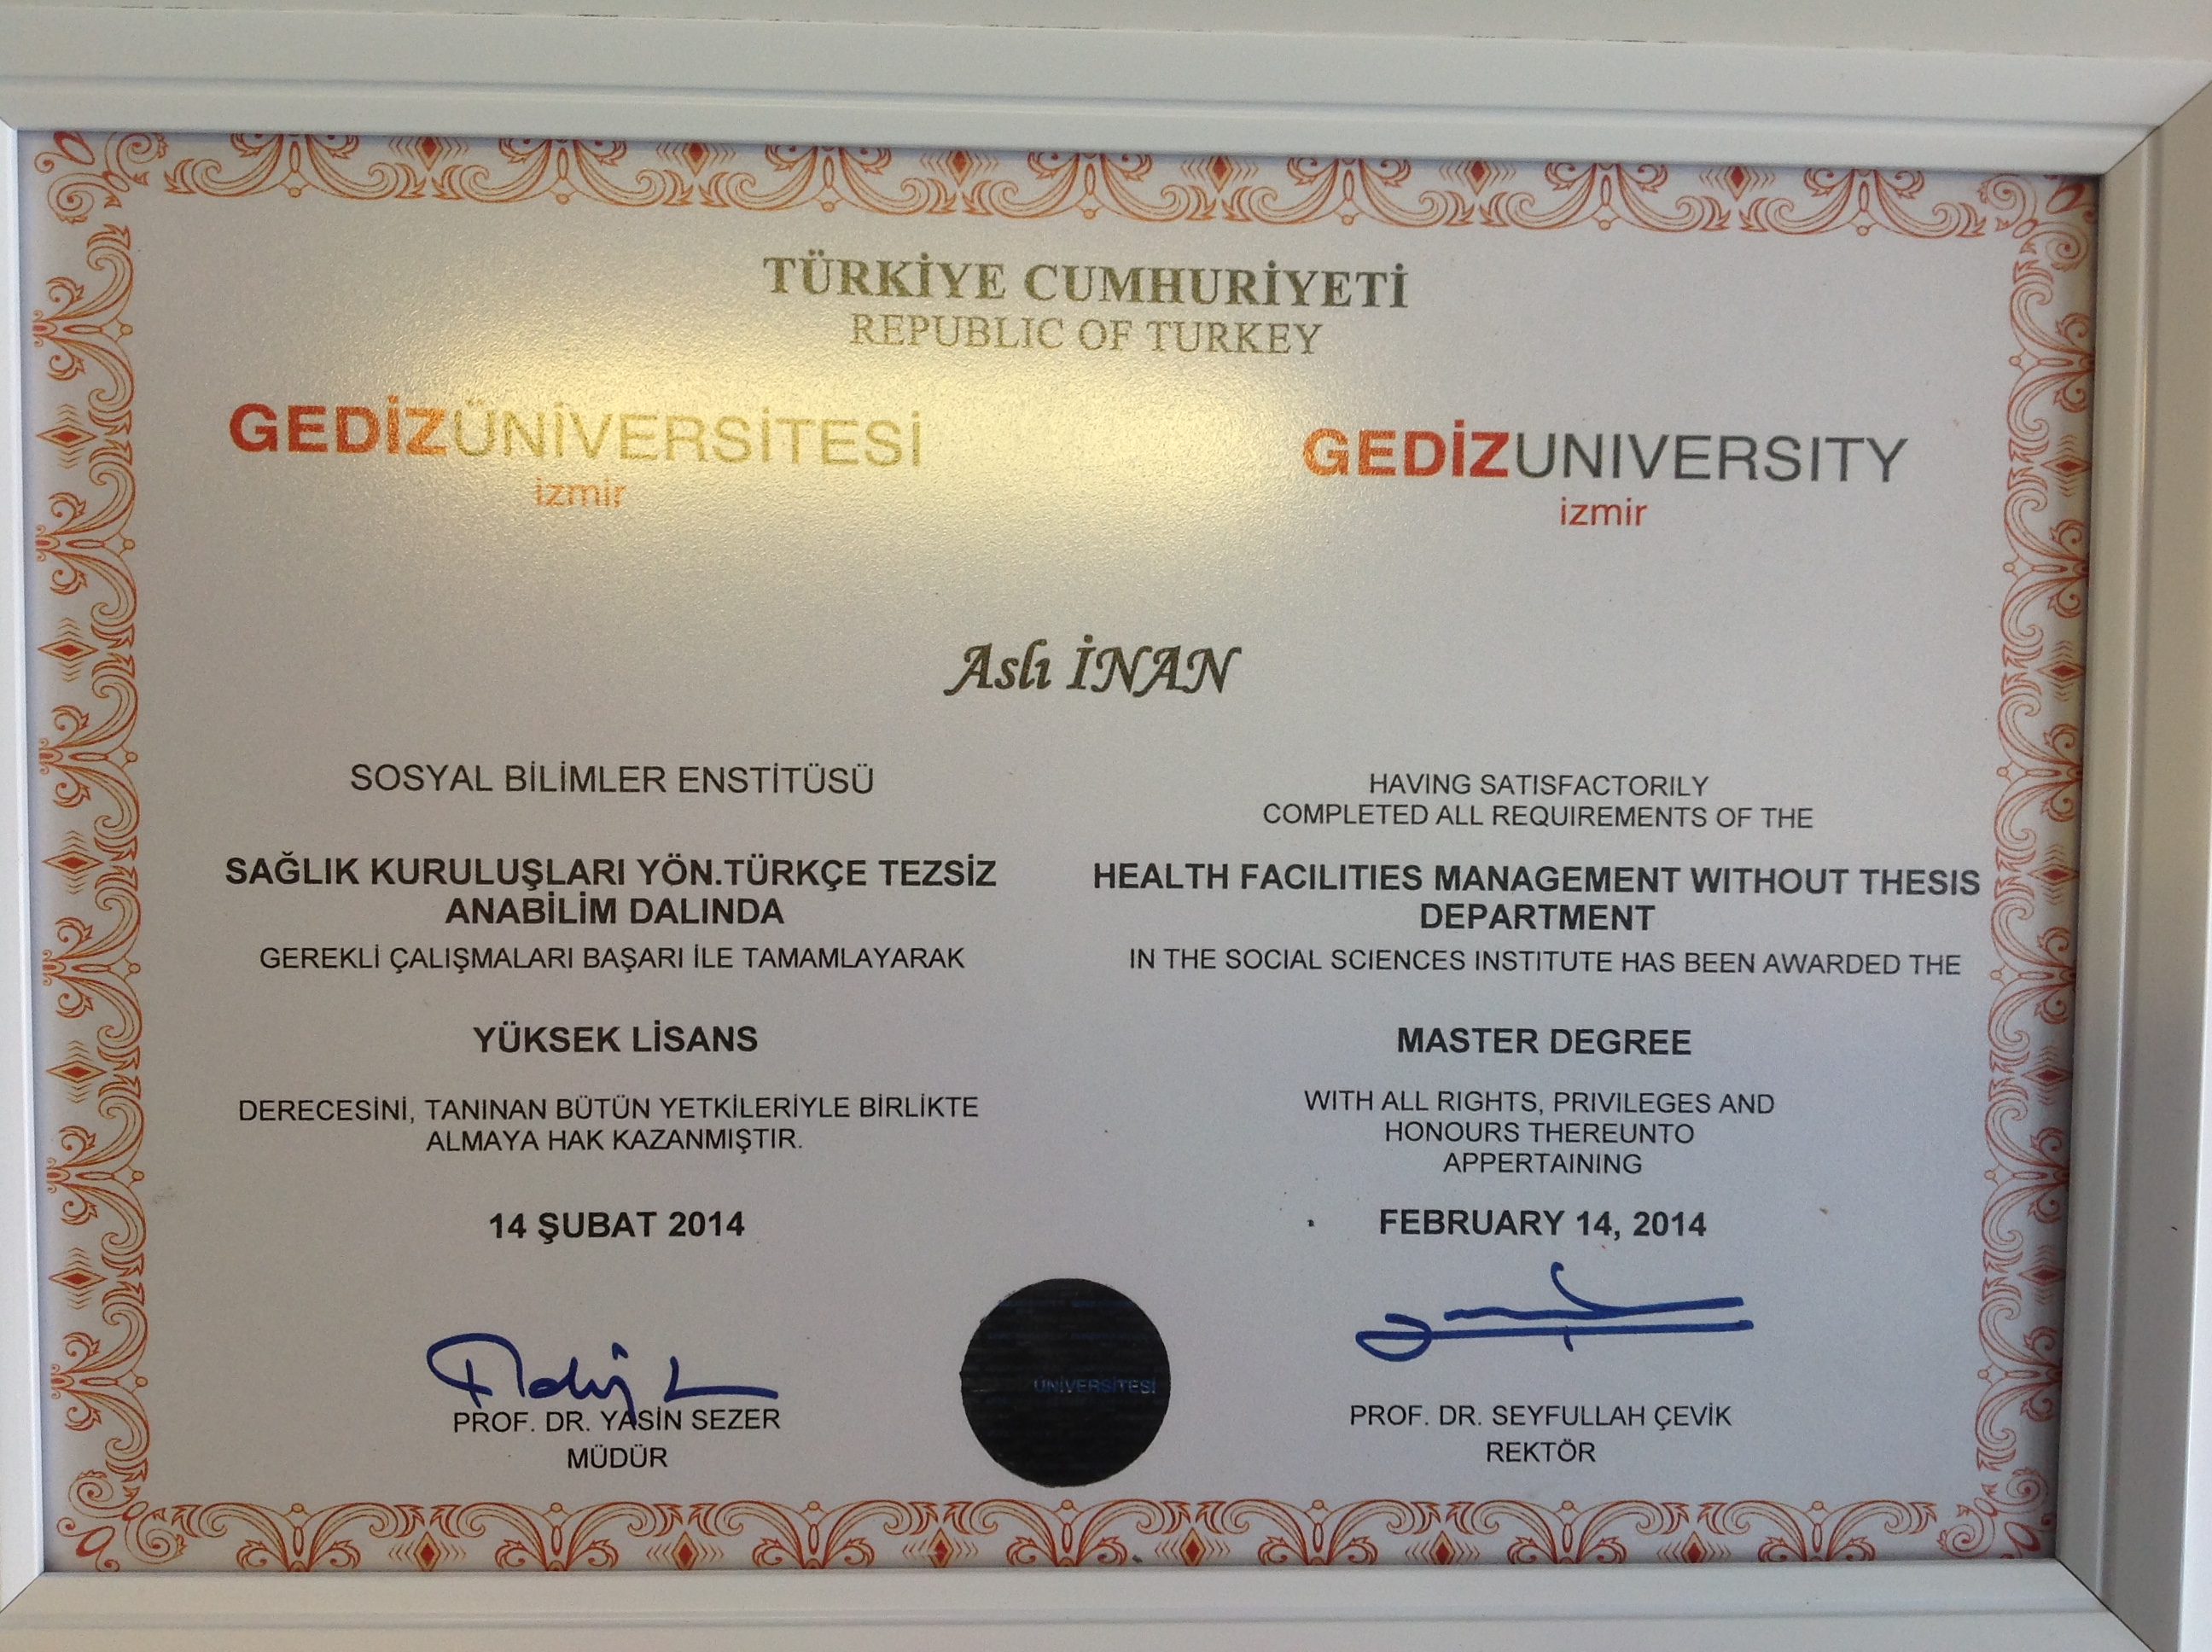 TÜRKİYE CUMHURİYETİ
REPUBLIC OF TURKEY
GEDİZÜNİVERSİTESİ
izmir
GEDİZUNIVERSITY
izmir
Aslı İNAN
SOSYAL BİLİMLER ENSTİTÜSÜ
SAĞLIK KURULUŞLARI YÖN.TÜRKÇE TEZSİZ
ANABİLİM DALINDA
GEREKLİ ÇALIŞMALARI BAŞARI İLE TAMAMLAYARAK
YÜKSEK LİSANS
DERECESİNİ, TANINAN BÜTÜN YETKİLERİYLE BİRLİKTE
ALMAYA HAK KAZANMIŞTIR.
14 ŞUBAT 2014
PROF. DR. YASİN SEZER
MÜDÜR
HAVING SATISFACTORILY
COMPLETED ALL REQUIREMENTS OF THE
HEALTH FACILITIES MANAGEMENT WITHOUT THESIS
DEPARTMENT
IN THE SOCIAL SCIENCES INSTITUTE HAS BEEN AWARDED THE
MASTER DEGREE
WITH ALL RIGHTS, PRIVILEGES AND
HONOURS THEREUNTO
APPERTAINING
FEBRUARY 14, 2014
PROF. DR. SEYFULLAH ÇEVİK
REKTÖR
ÜNİVERSİTESİ